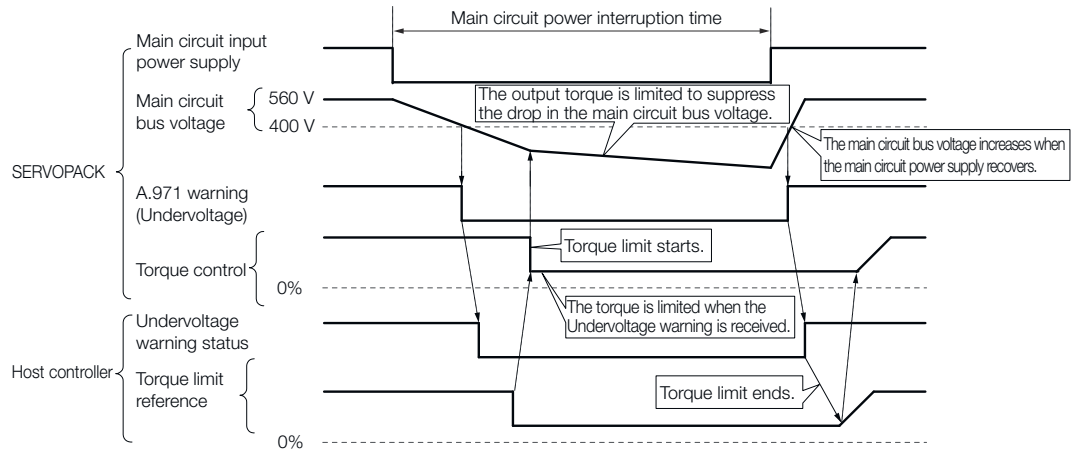 Main circuit power interruption time
Main circuit input
power supply
Main circuit
bus voltage
560 V
400 V
The output torque is limited to suppress
the drop in the main circuit bus voltage.
The main circuit bus voltage increases when
the main circuit power supply recovers.
SERVOPACK
A.971 warning
(Undervoltage)
Torque limit starts.
Torque control
0%
The torque is limited when the
Undervoltage warning is received.
Undervoltage
warning status
Host controller
Torque limit
reference
Torque limit ends.
0%